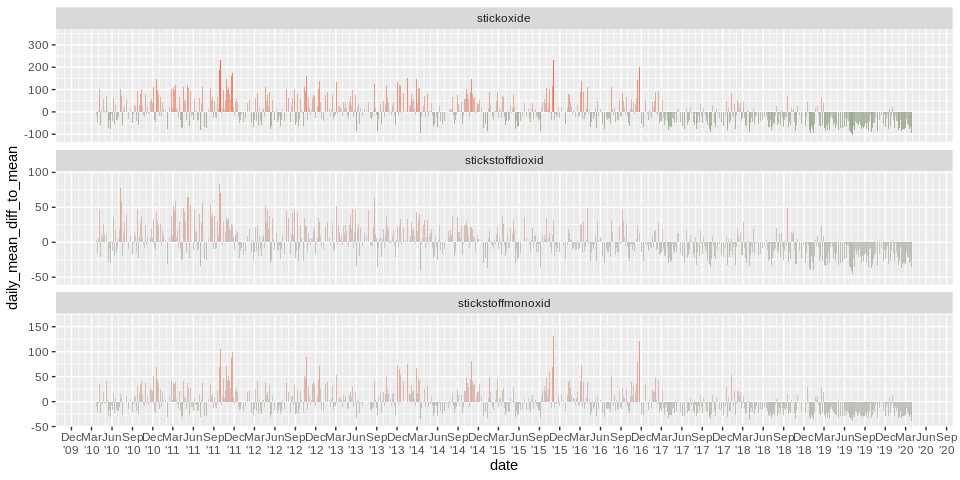 stickoxide
300
200
100
0
-100
stickstoffdioxid
100
50
0
-50
stickstoffmonoxid
150
100
50
0
-50
daily_mean_diff_to_mean
Dec Mar Jun Sep Dec Mar Jun Sep Dec Mar Jun Sep Dec Mar Jun Sep Dec Mar Jun Sep Dec Mar Jun Sep Dec Mar Jun Sep Dec Mar Jun Sep Dec Mar Jun Sep Dec Mar Jun Sep Dec Mar Jun Sep
'09 '10 '10 '10 '10 '11 '11 '11 '11 '12 '12 '12 '12 '13 '13 '13 '13 '14 '14 '14 '14 '15 '15 '15 '15 '16 '16 '16 '16 '17 '17 '17 '17 '18 '18 '18 '18 '19 '19 '19 '19 '20 '20 '20
date